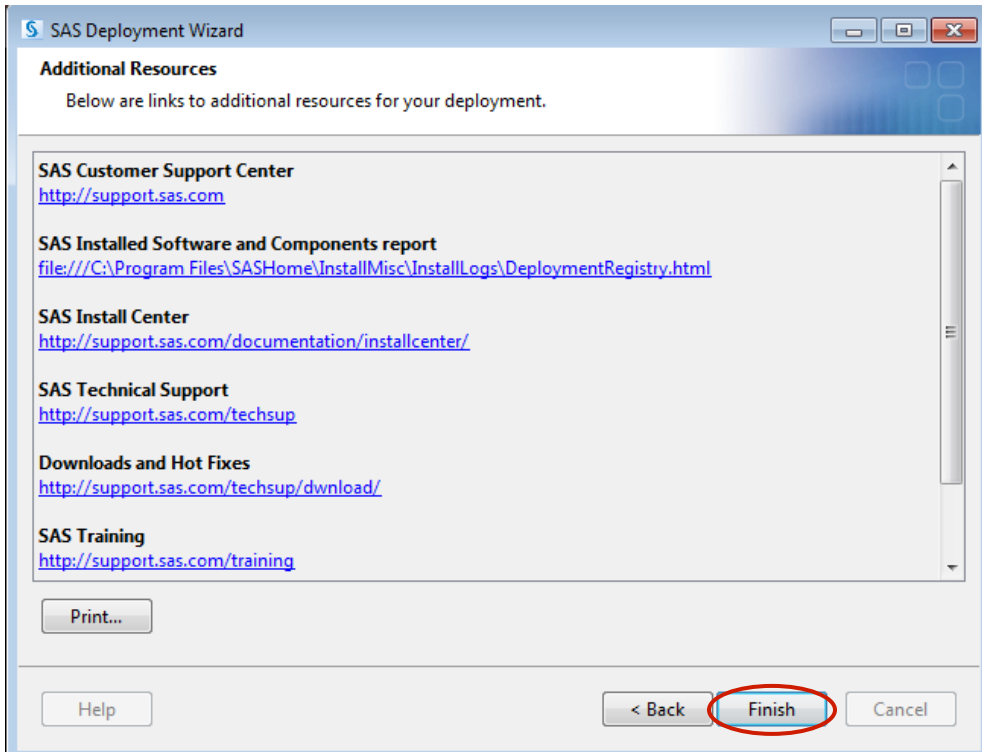 SAS Deployment Wizard
Additional Resources
Below are links to additional resources for your deployment.
SAS Customer Support Center
http://support.sas.com
SAS Installed Software and Components report
file:///C:\Program Files\SASHome\InstallMisc\InstallLogs\DeploymentRegistry.html
SAS Install Center
http://support.sas.com/documentation/installcenter/
SAS Technical Support
http://support.sas.com/techsup
Downloads and Hot Fixes
http://support.sas.com/techsup/dwnload/
SAS Training
http://support.sas.com/training
Print...
Help
< Back
Finish
Cancel